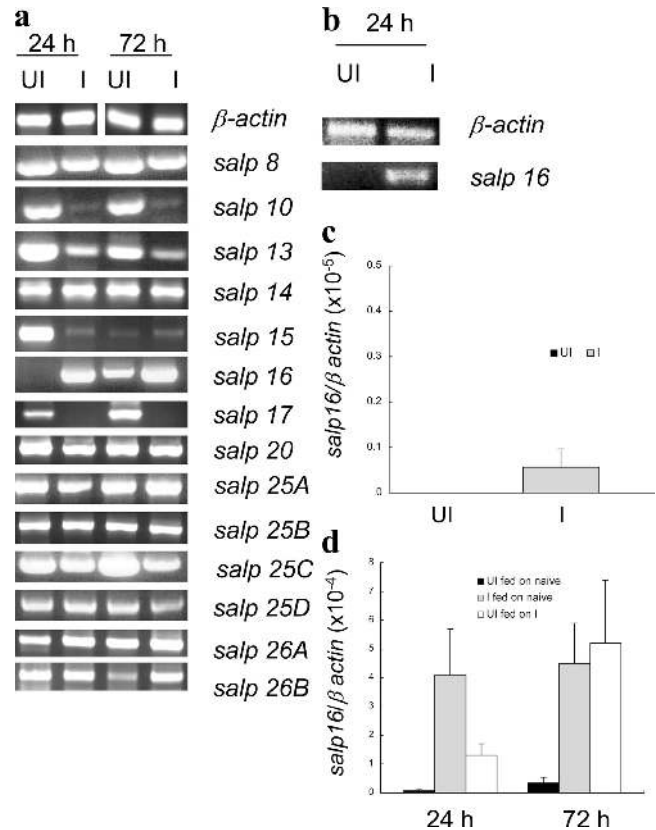 a
24 h 72 h
UI I UI I
β-actin
salp 8
salp 10
salp 13
salp 14
salp 15
salp 16
salp 17
salp 20
salp 25A
salp 25B
salp 25C
salp 25D
salp 26A
salp 26B
b
24 h
UI I
β-actin
salp 16
c
salp16/β actin (x10⁻⁵)
0.5
0.4
0.3
0.2
0.1
0
UI I
UI I
d
salp16/β actin (x10⁻⁴)
8
7
6
5
4
3
2
1
0
UI fed on naive
I fed on naive
UI fed on I
24 h 72 h